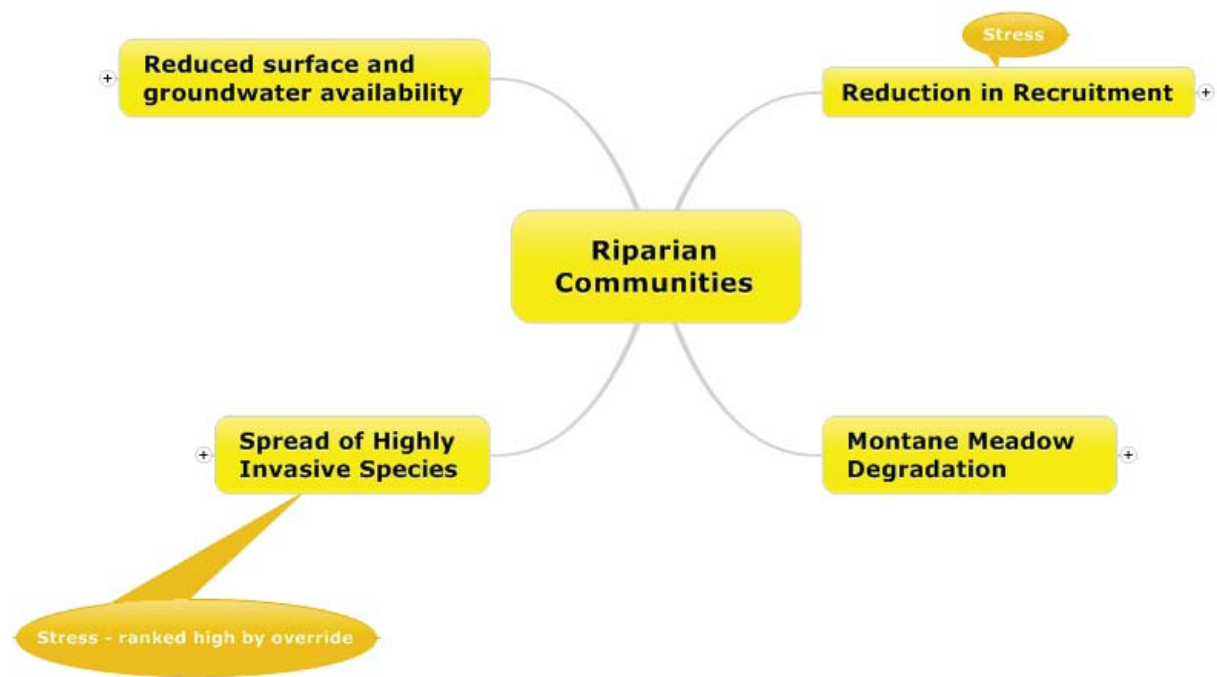 Stress
Reduced surface and
groundwater availability
Reduction in Recruitment
Riparian
Communities
Spread of Highly
Invasive Species
Montane Meadow
Degradation
Stress - ranked high by override